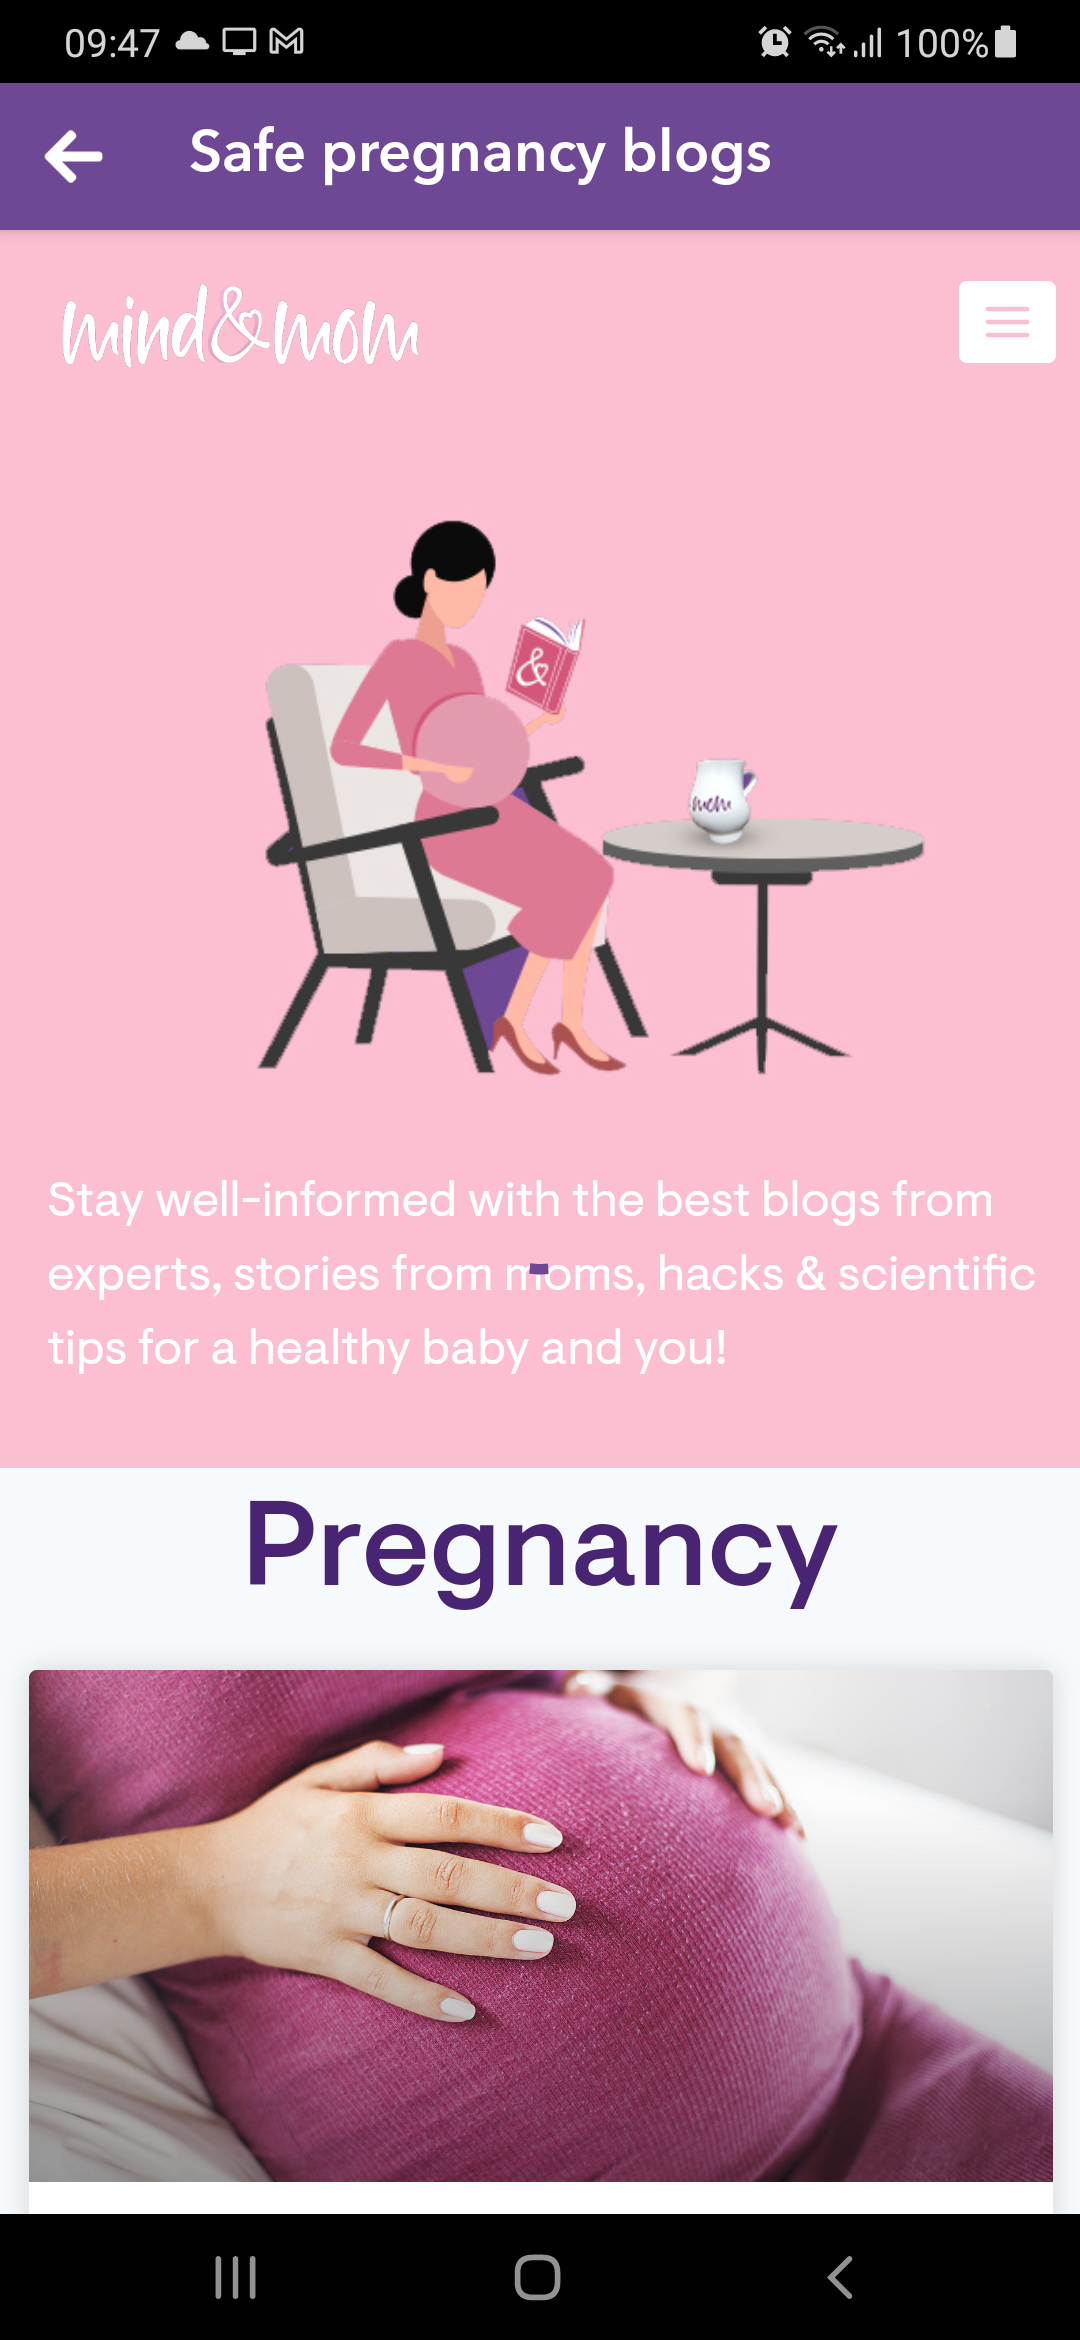 09:47
100%
Safe pregnancy blogs
mind&mom
&
mom
Stay well-informed with the best blogs from
experts, stories from moms, hacks & scientific
tips for a healthy baby and you!
Pregnancy